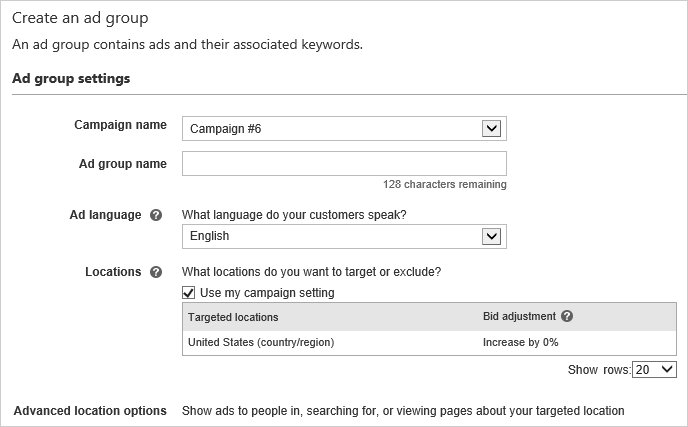 Create an ad group
An ad group contains ads and their associated keywords.
Ad group settings
Campaign name Campaign #6
Ad group name
128 characters remaining
Ad language ? What language do your customers speak?
English
Locations ? What locations do you want to target or exclude?
Use my campaign setting
Targeted locations Bid adjustment ?
United States (country/region) Increase by 0%
Show rows: 20
Advanced location options Show ads to people in, searching for, or viewing pages about your targeted location